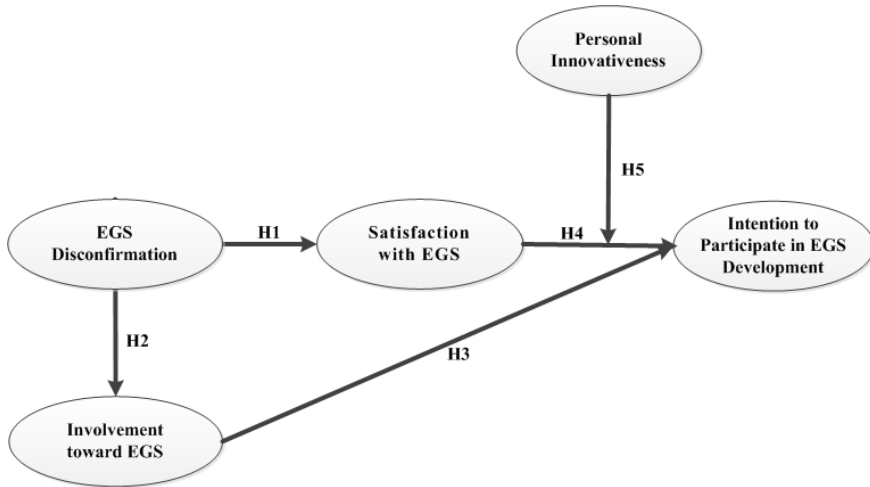 Personal
Innovativeness
H5
EGS
Disconfirmation
H1
Satisfaction
with EGS
H4
Intention to
Participate in EGS
Development
H2
H3
Involvement
toward EGS